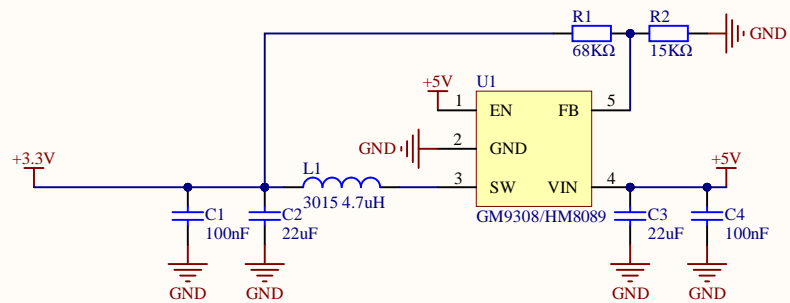 R1
R2
68KΩ
15KΩ
GND
+5V
U1
1
EN
FB
5
GND
2
GND
+3.3V
L1
+5V
3
SW
VIN
4
3015 4.7uH
GM9308/HM8089
C1
100nF
C2
22uF
C3
22uF
C4
100nF
GND
GND
GND
GND